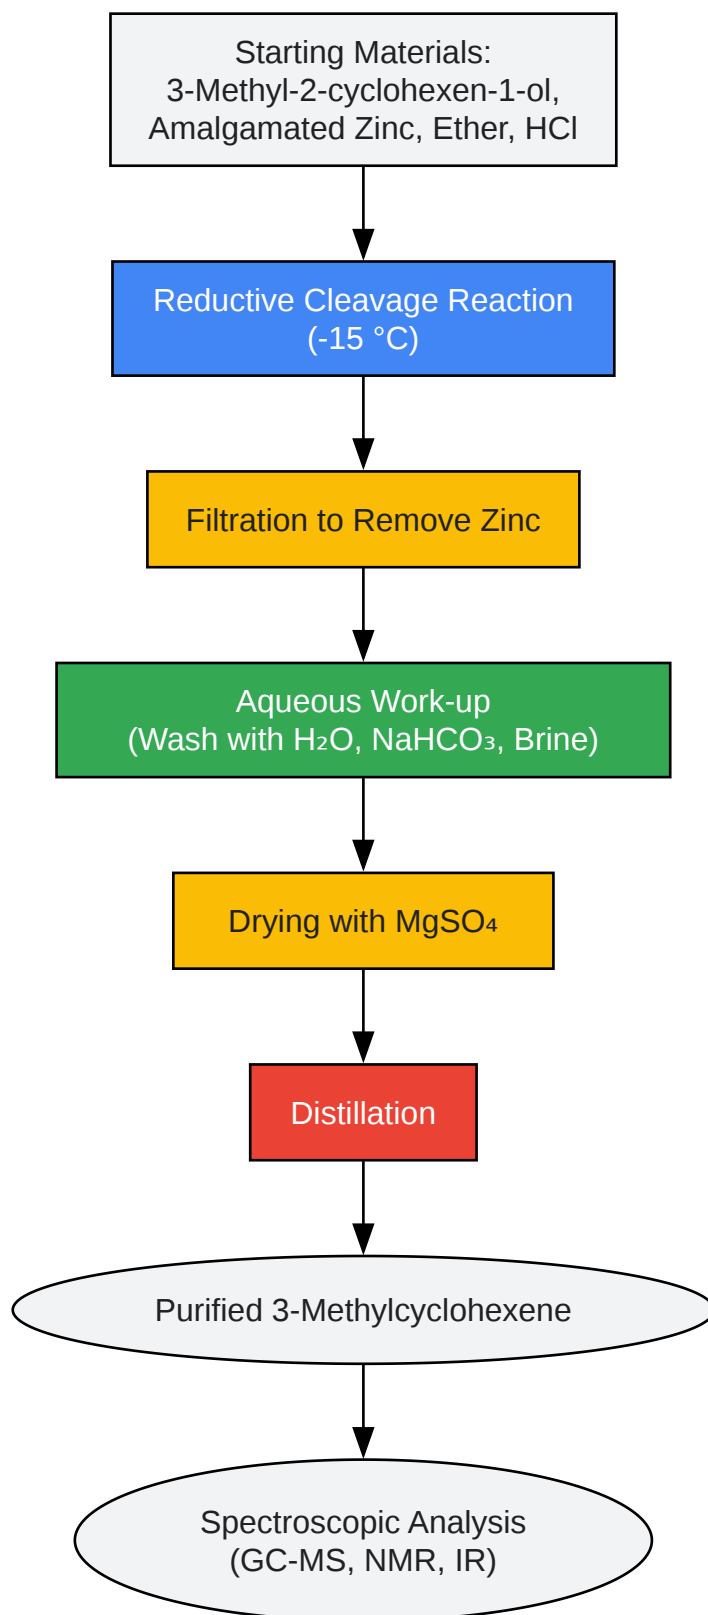 Starting Materials:
3-Methyl-2-cyclohexen-1-ol,
Amalgamated Zinc, Ether, HCl
Reductive Cleavage Reaction
(-15 °C)
Filtration to Remove Zinc
Aqueous Work-up
(Wash with H₂O, NaHCO₃, Brine)
Drying with MgSO₄
Distillation
Purified 3-Methylcyclohexene
Spectroscopic Analysis
(GC-MS, NMR, IR)